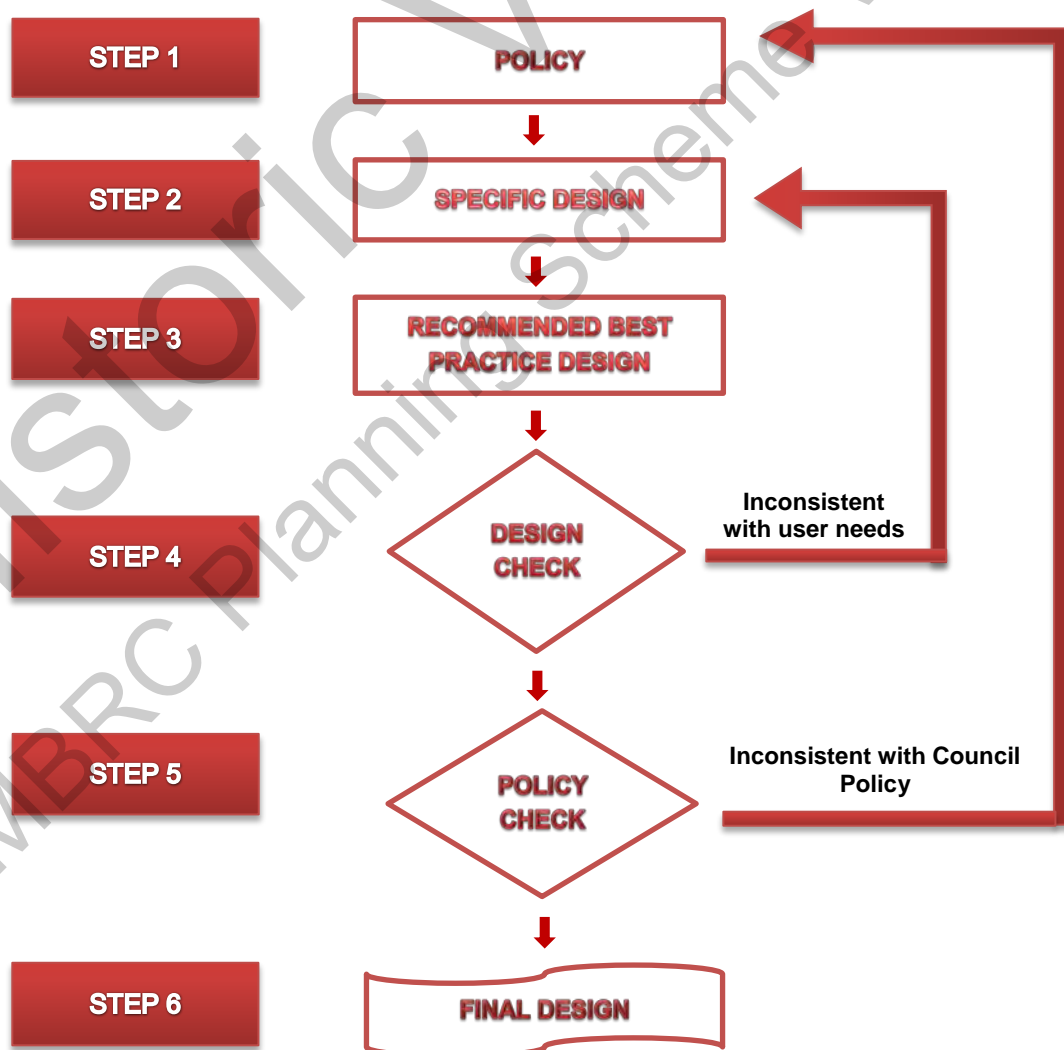 STEP 1
POLICY
STEP 2
SPECIFIC DESIGN
STEP 3
RECOMMENDED BEST
PRACTICE DESIGN
STEP 4
DESIGN
CHECK
Inconsistent
with user needs
STEP 5
POLICY
CHECK
Inconsistent with Council
Policy
STEP 6
FINAL DESIGN
MBRC Planning Scheme